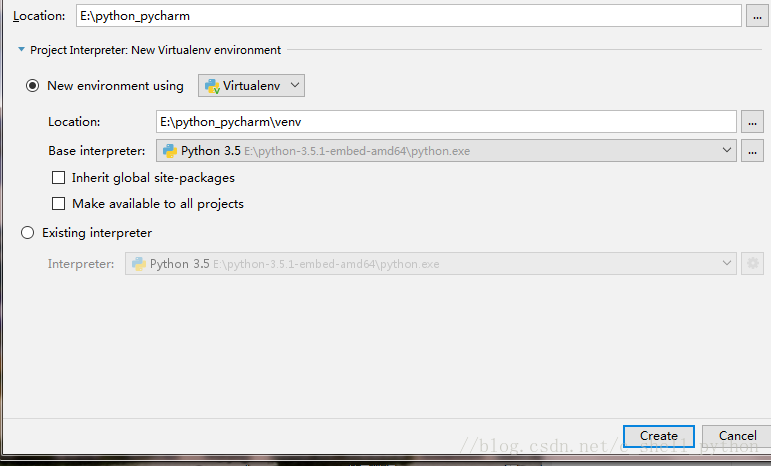 Location: E:\python_pycharm ...
Project Interpreter: New Virtualenv environment
New environment using Virtualenv
Location: E:\python_pycharm\venv ...
Base interpreter: Python 3.5 E:\python-3.5.1-embed-amd64\python.exe ...
Inherit global site-packages
Make available to all projects
Existing interpreter
Interpreter: Python 3.5 E:\python-3.5.1-embed-amd64\python.exe
Create Cancel
//blog.csdn.net/c_shell_python